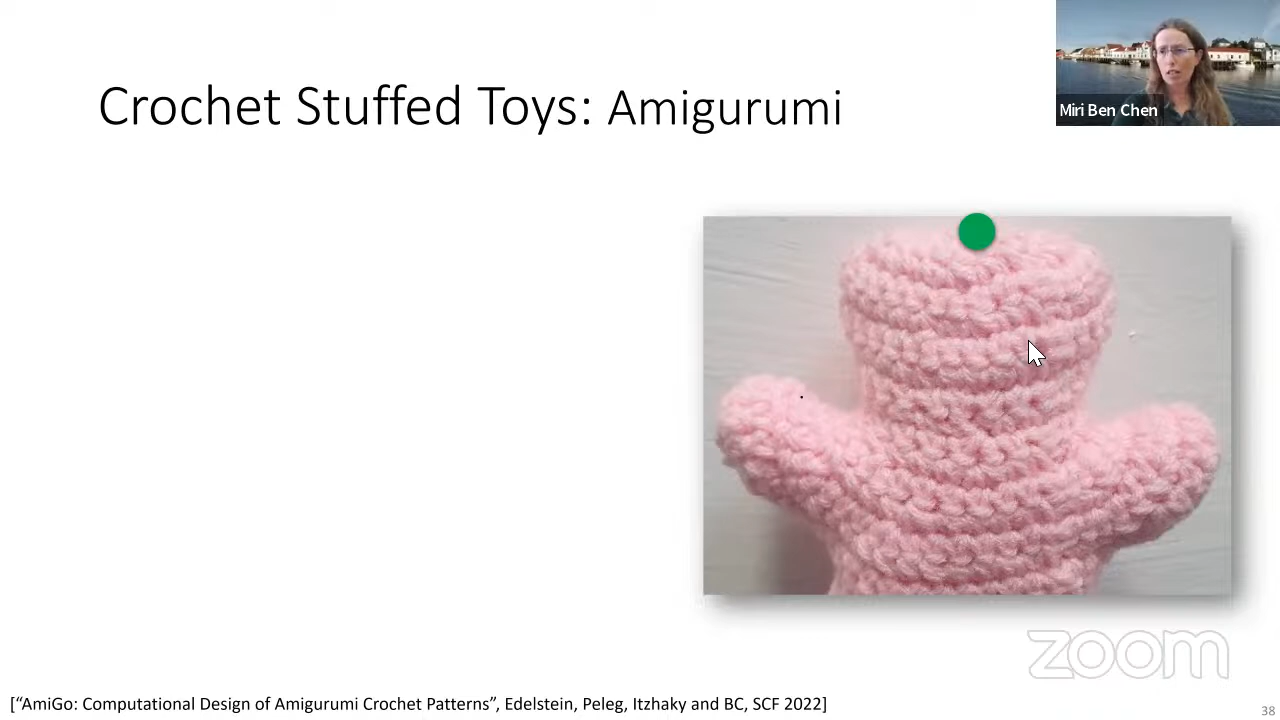 Crochet Stuffed Toys: Amigurumi
Miri Ben Chen
zoom
["AmiGo: Computational Design of Amigurumi Crochet Patterns", Edelstein, Peleg, Itzhaky and BC, SCF 2022]
38